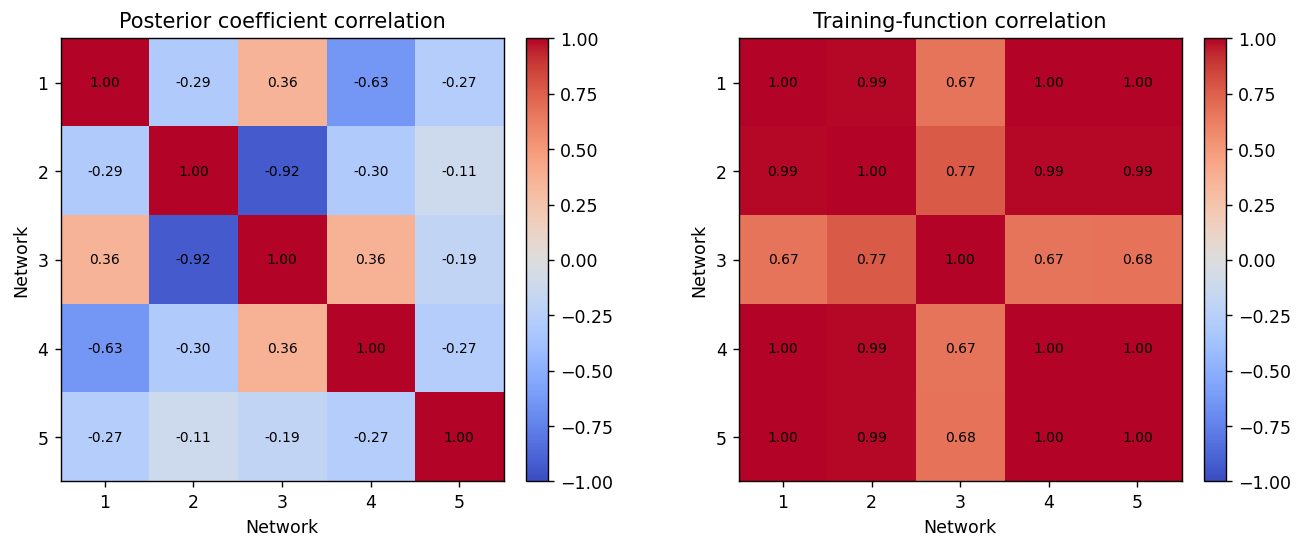 Posterior coefficient correlation
1 1.00 -0.29 0.36 -0.63 -0.27
2 -0.29 1.00 -0.92 -0.30 -0.11
3 0.36 -0.92 1.00 0.36 -0.19
4 -0.63 -0.30 0.36 1.00 -0.27
5 -0.27 -0.11 -0.19 -0.27 1.00
1 2 3 4 5
Network
Network
1.00
0.75
0.50
0.25
0.00
−0.25
−0.50
−0.75
−1.00
Training-function correlation
1 1.00 0.99 0.67 1.00 1.00
2 0.99 1.00 0.77 0.99 0.99
3 0.67 0.77 1.00 0.67 0.68
4 1.00 0.99 0.67 1.00 1.00
5 1.00 0.99 0.68 1.00 1.00
1 2 3 4 5
Network
Network
1.00
0.75
0.50
0.25
0.00
−0.25
−0.50
−0.75
−1.00